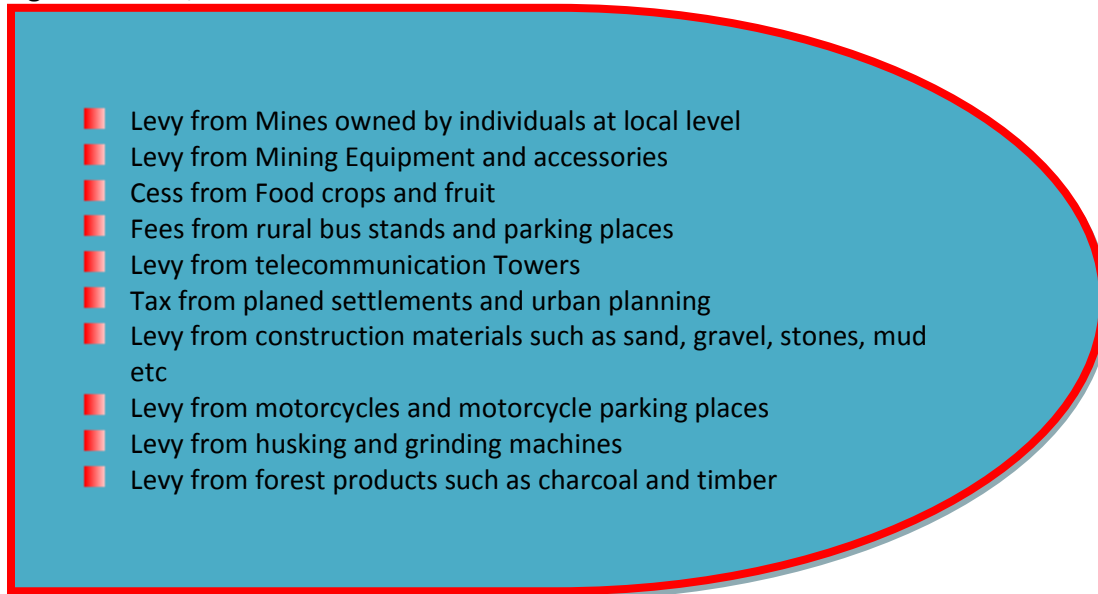 Levy from Mines owned by individuals at local level
Levy from Mining Equipment and accessories
Cess from Food crops and fruit
Fees from rural bus stands and parking places
Levy from telecommunication Towers
Tax from planed settlements and urban planning
Levy from construction materials such as sand, gravel, stones, mud
etc
Levy from motorcycles and motorcycle parking places
Levy from husking and grinding machines
Levy from forest products such as charcoal and timber